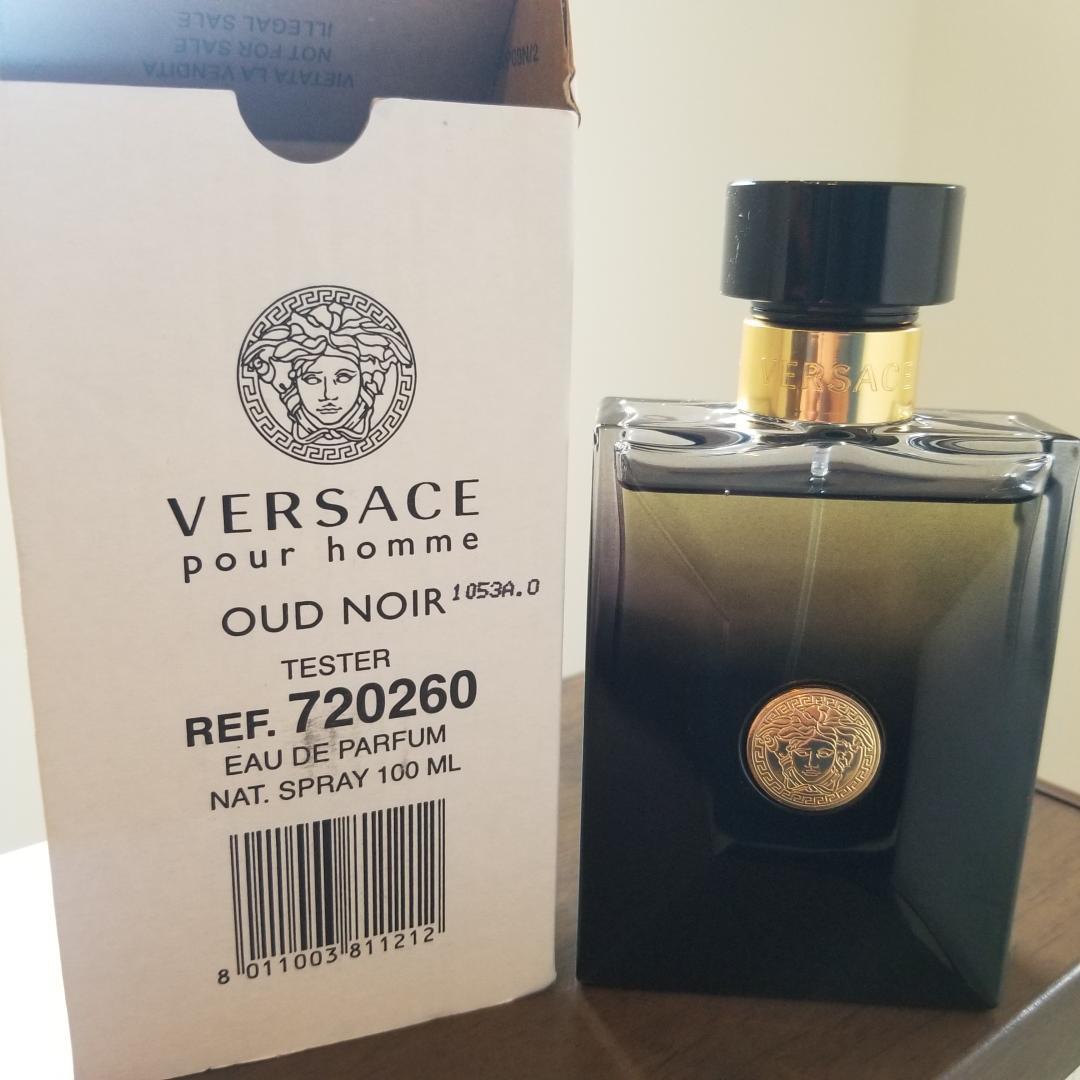 ILLEGAL SALE
NOT FOR SALE
VIETATA LA VENDITA
VERSACE
pour homme
OUD NOIR 1053A.0
TESTER
REF. 720260
EAU DE PARFUM
NAT. SPRAY 100 ML
8 011003 811212
VERSACE